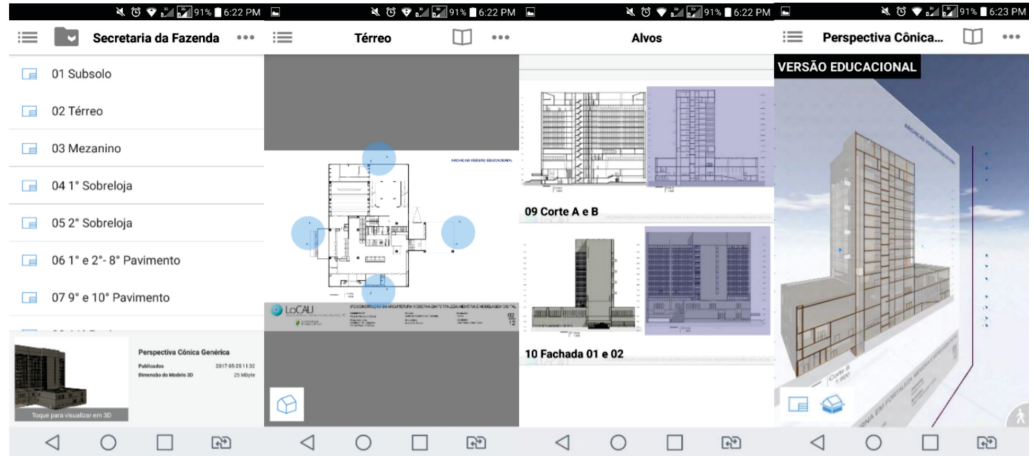 91% 6:22 PM
Secretaria da Fazenda
01 Subsolo
02 Térreo
03 Mezanino
04 1° Sobreloja
05 2° Sobreloja
06 1° e 2°- 8° Pavimento
07 9° e 10° Pavimento
Perspectiva Cônica Genérica
Publicados
2017-05-25 11:32
Dimensão do Modelo 3D
25 Mbyte
Toque para visualizar em 3D
91% 6:22 PM
Térreo
LoCAU
02
12
91% 6:22 PM
Alvos
09 Corte A e B
10 Fachada 01 e 02
91% 6:23 PM
Perspectiva Cônica...
VERSÃO EDUCACIONAL
Corte B